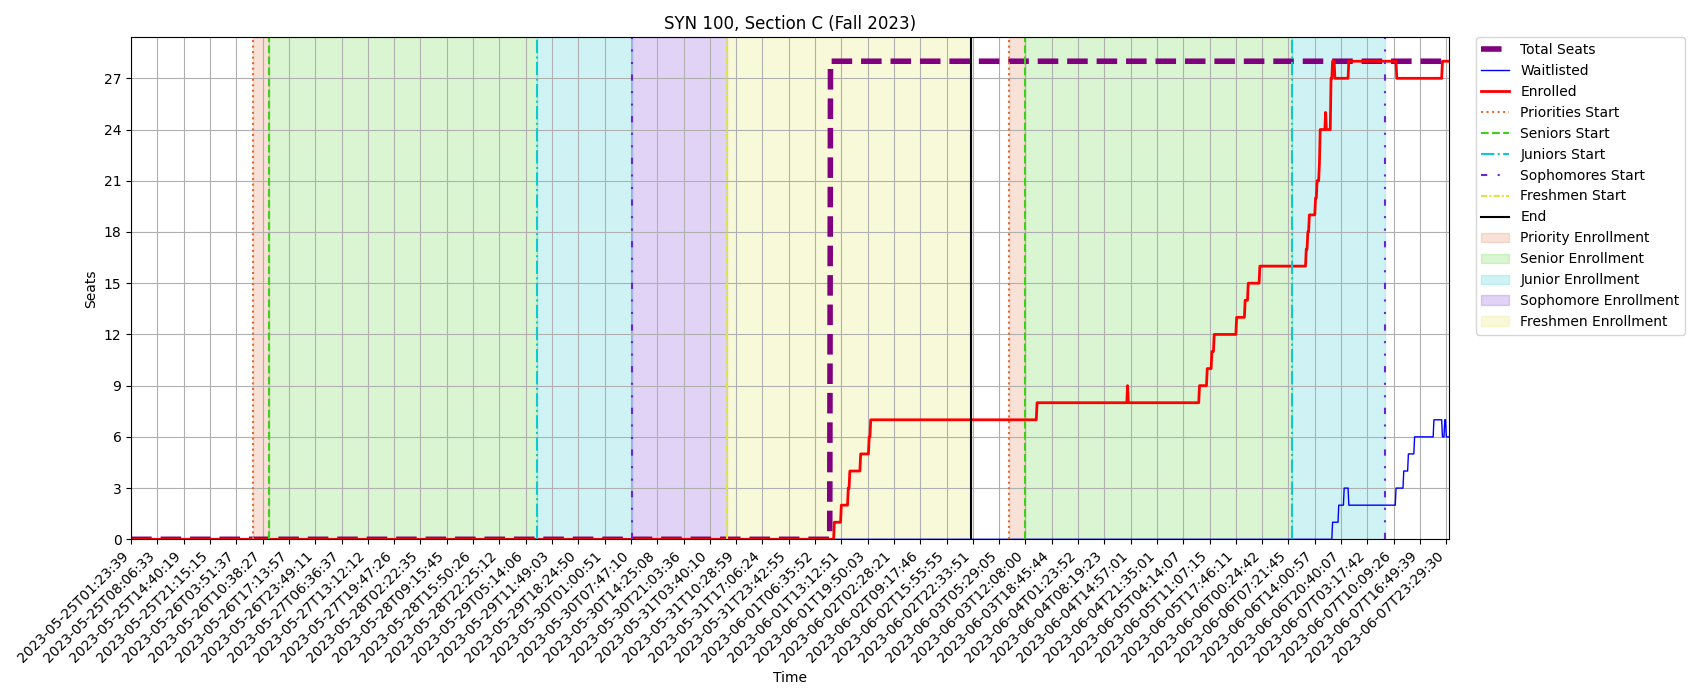 SYN 100, Section C (Fall 2023)
Seats
27
24
21
18
15
12
9
6
3
0
2023-05-25T01:23:39
2023-05-25T08:06:33
2023-05-25T14:40:19
2023-05-25T21:15:15
2023-05-26T03:51:37
2023-05-26T10:38:27
2023-05-26T17:13:57
2023-05-26T23:49:11
2023-05-27T06:36:37
2023-05-27T13:12:12
2023-05-27T19:47:26
2023-05-28T02:22:35
2023-05-28T09:15:45
2023-05-28T15:50:26
2023-05-28T22:25:12
2023-05-29T05:14:06
2023-05-29T11:49:03
2023-05-29T18:24:50
2023-05-30T01:00:51
2023-05-30T07:47:10
2023-05-30T14:25:08
2023-05-30T21:03:36
2023-05-31T03:40:10
2023-05-31T10:28:59
2023-05-31T17:06:24
2023-05-31T23:42:55
2023-06-01T06:35:52
2023-06-01T13:12:51
2023-06-01T19:50:03
2023-06-02T02:28:21
2023-06-02T09:17:46
2023-06-02T15:55:55
2023-06-02T22:33:51
2023-06-03T05:29:05
2023-06-03T12:08:00
2023-06-03T18:45:44
2023-06-04T01:23:52
2023-06-04T08:19:23
2023-06-04T14:57:01
2023-06-04T21:35:01
2023-06-05T04:14:07
2023-06-05T11:07:15
2023-06-05T17:46:11
2023-06-06T00:24:42
2023-06-06T07:21:45
2023-06-06T14:00:57
2023-06-06T20:40:07
2023-06-07T03:17:42
2023-06-07T10:09:26
2023-06-07T16:49:39
2023-06-07T23:29:30
Time
Total Seats
Waitlisted
Enrolled
Priorities Start
Seniors Start
Juniors Start
Sophomores Start
Freshmen Start
End
Priority Enrollment
Senior Enrollment
Junior Enrollment
Sophomore Enrollment
Freshmen Enrollment